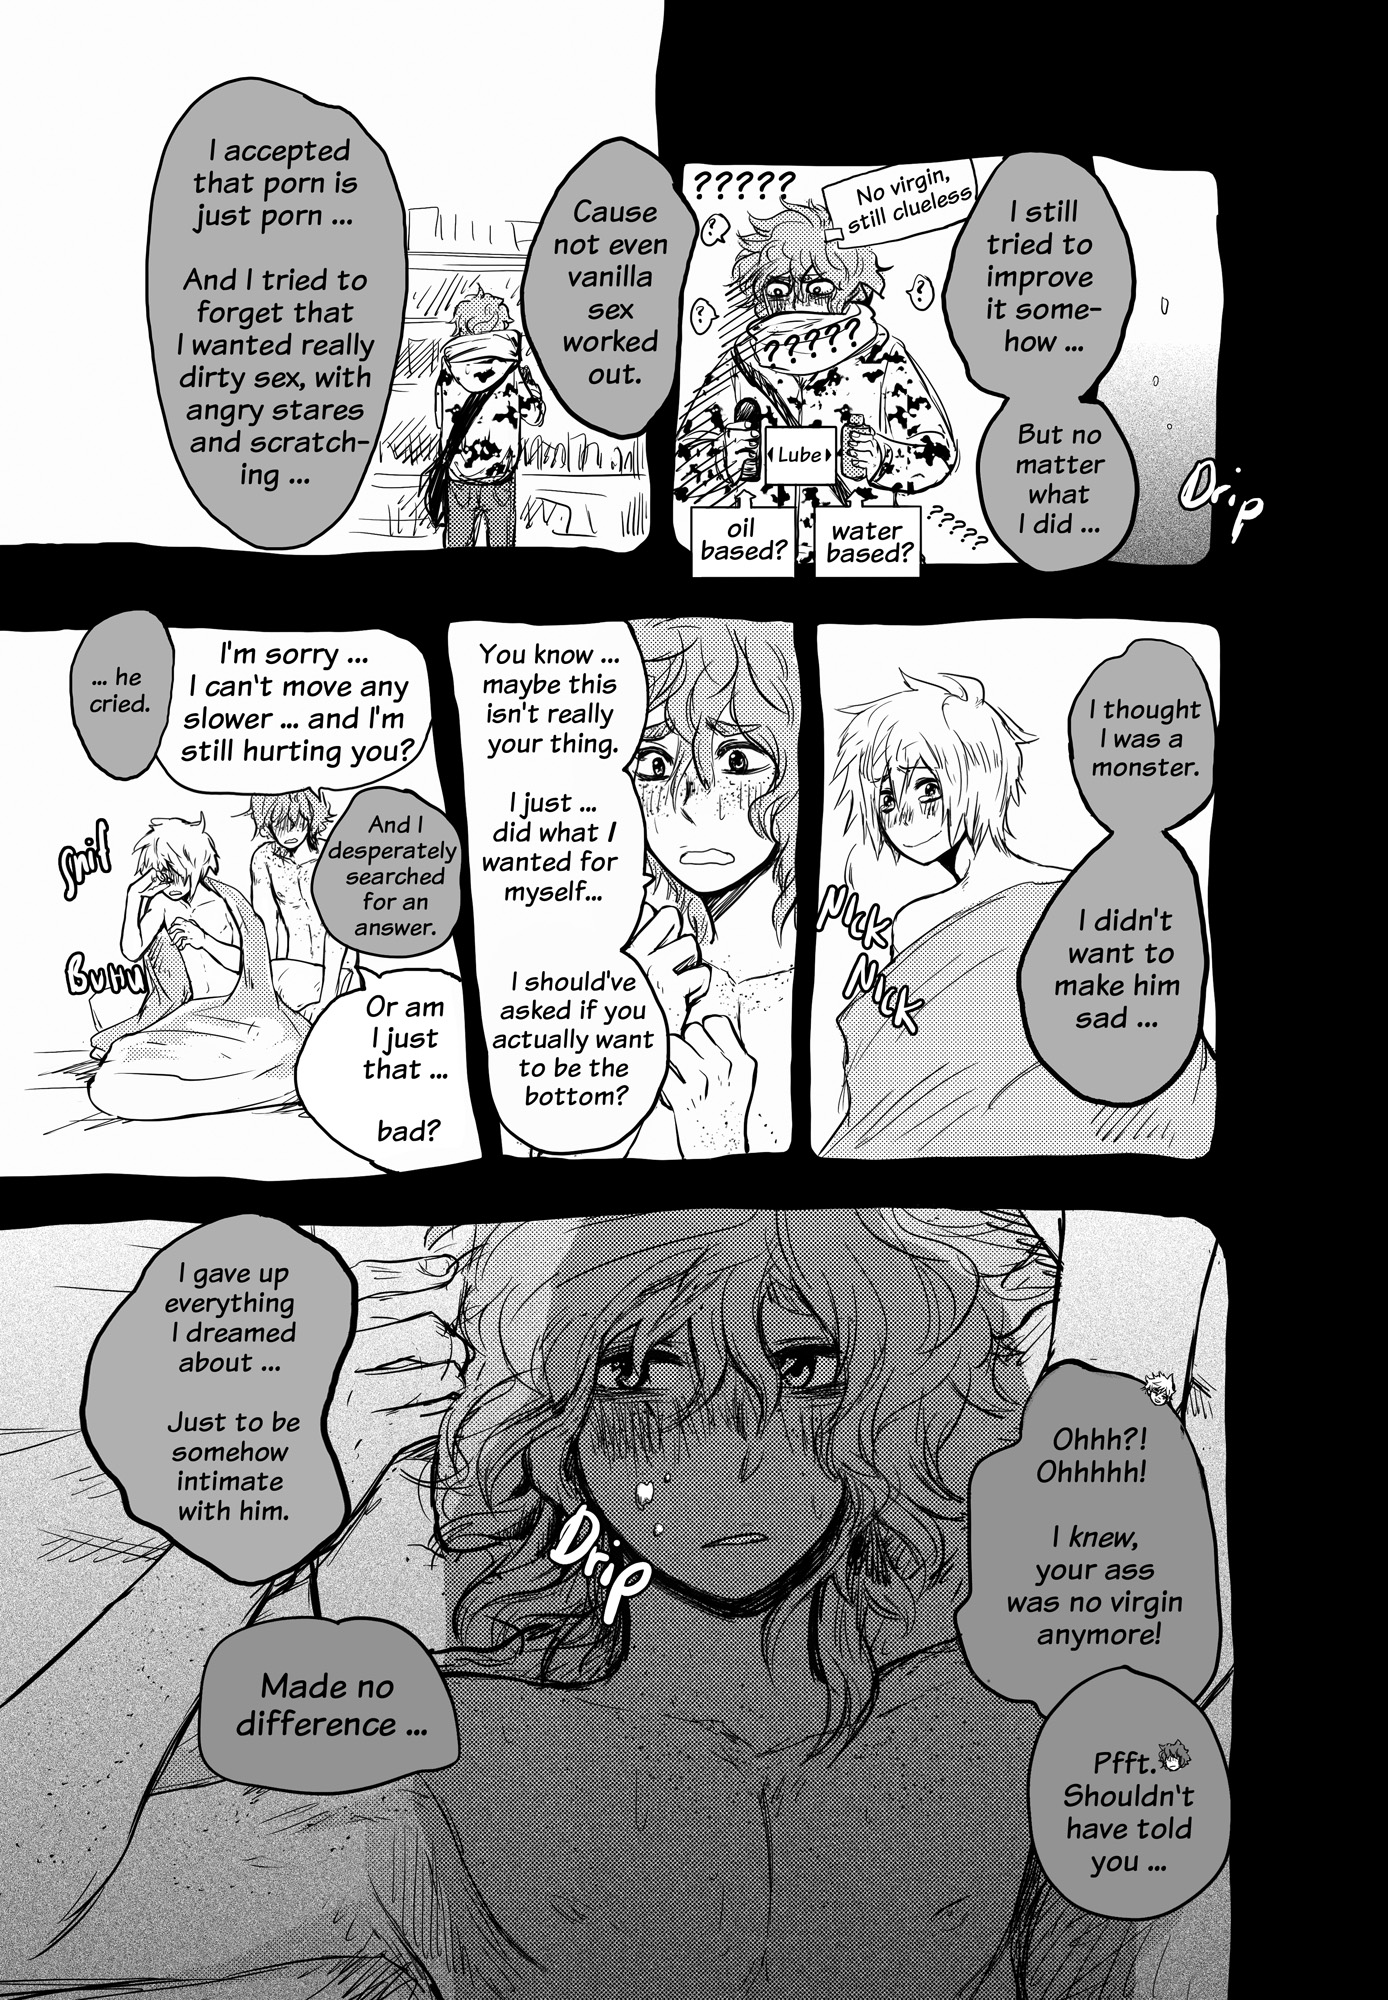 I accepted
that porn is
just porn ...
And I tried to
forget that
I wanted really
dirty sex, with
angry stares
and scratch-
ing ...
Cause
not even
vanilla
sex
worked
out.
?????
No virgin,
still clueless
?
?
?
?????
Lube
oil
based?
water
based?
?????
I still
tried to
improve
it some-
how ...
But no
matter
what
I did ...
Drip
I'm sorry ...
I can't move any
slower ... and I'm
still hurting you?
... he
cried.
Snif
Buhu
And I
desperately
searched
for an
answer.
Or am
I just
that ...
bad?
You know ...
maybe this
isn't really
your thing.
I just ...
did what I
wanted for
myself...
I should've
asked if you
actually want
to be the
bottom?
I thought
I was a
monster.
Nick
Nick
I didn't
want to
make him
sad ...
I gave up
everything
I dreamed
about ...
Just to be
somehow
intimate
with him.
Drip
Made no
difference ...
Ohhh?!
Ohhhhh!
I knew,
your ass
was no virgin
anymore!
Pfft.
Shouldn't
have told
you ...